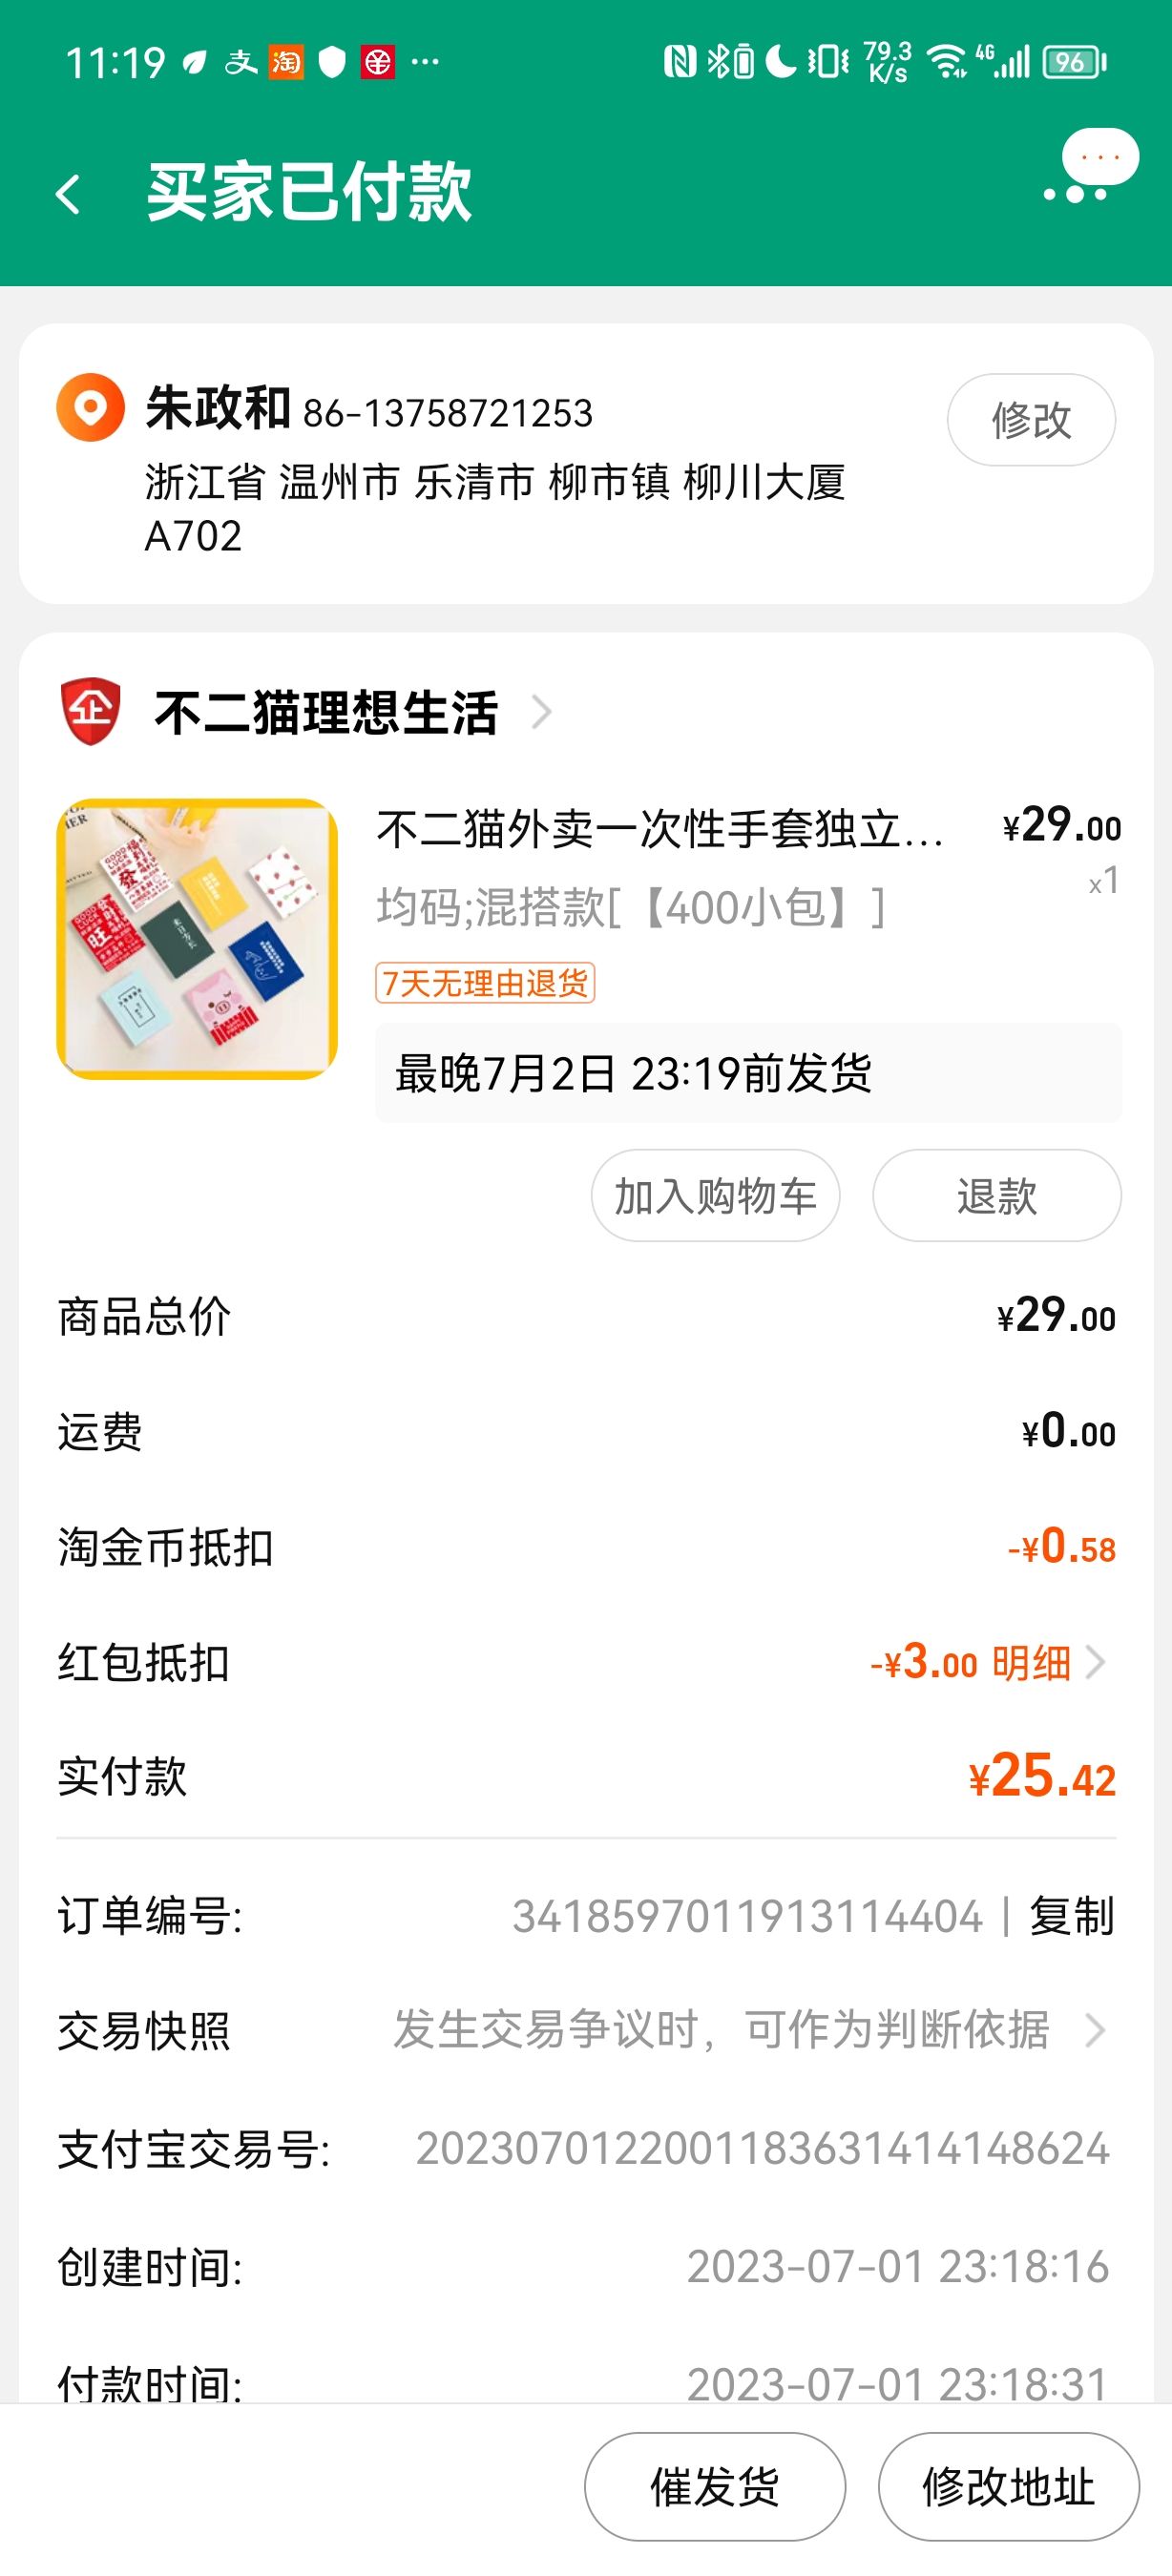 11:19 支 淘 79.3 K/s 4G 96
买家已付款
朱政和 86-13758721253
修改
浙江省 温州市 乐清市 柳市镇 柳川大厦
A702
企 不二猫理想生活
不二猫外卖一次性手套独立... ¥29.00
均码;混搭款[【400小包】] x1
7天无理由退货
最晚7月2日 23:19前发货
加入购物车 退款
商品总价 ¥29.00
运费 ¥0.00
淘金币抵扣 -¥0.58
红包抵扣 -¥3.00 明细
实付款 ¥25.42
订单编号: 3418597011913114404 | 复制
交易快照 发生交易争议时，可作为判断依据
支付宝交易号: 2023070122001183631414148624
创建时间: 2023-07-01 23:18:16
付款时间: 2023-07-01 23:18:31
催发货 修改地址